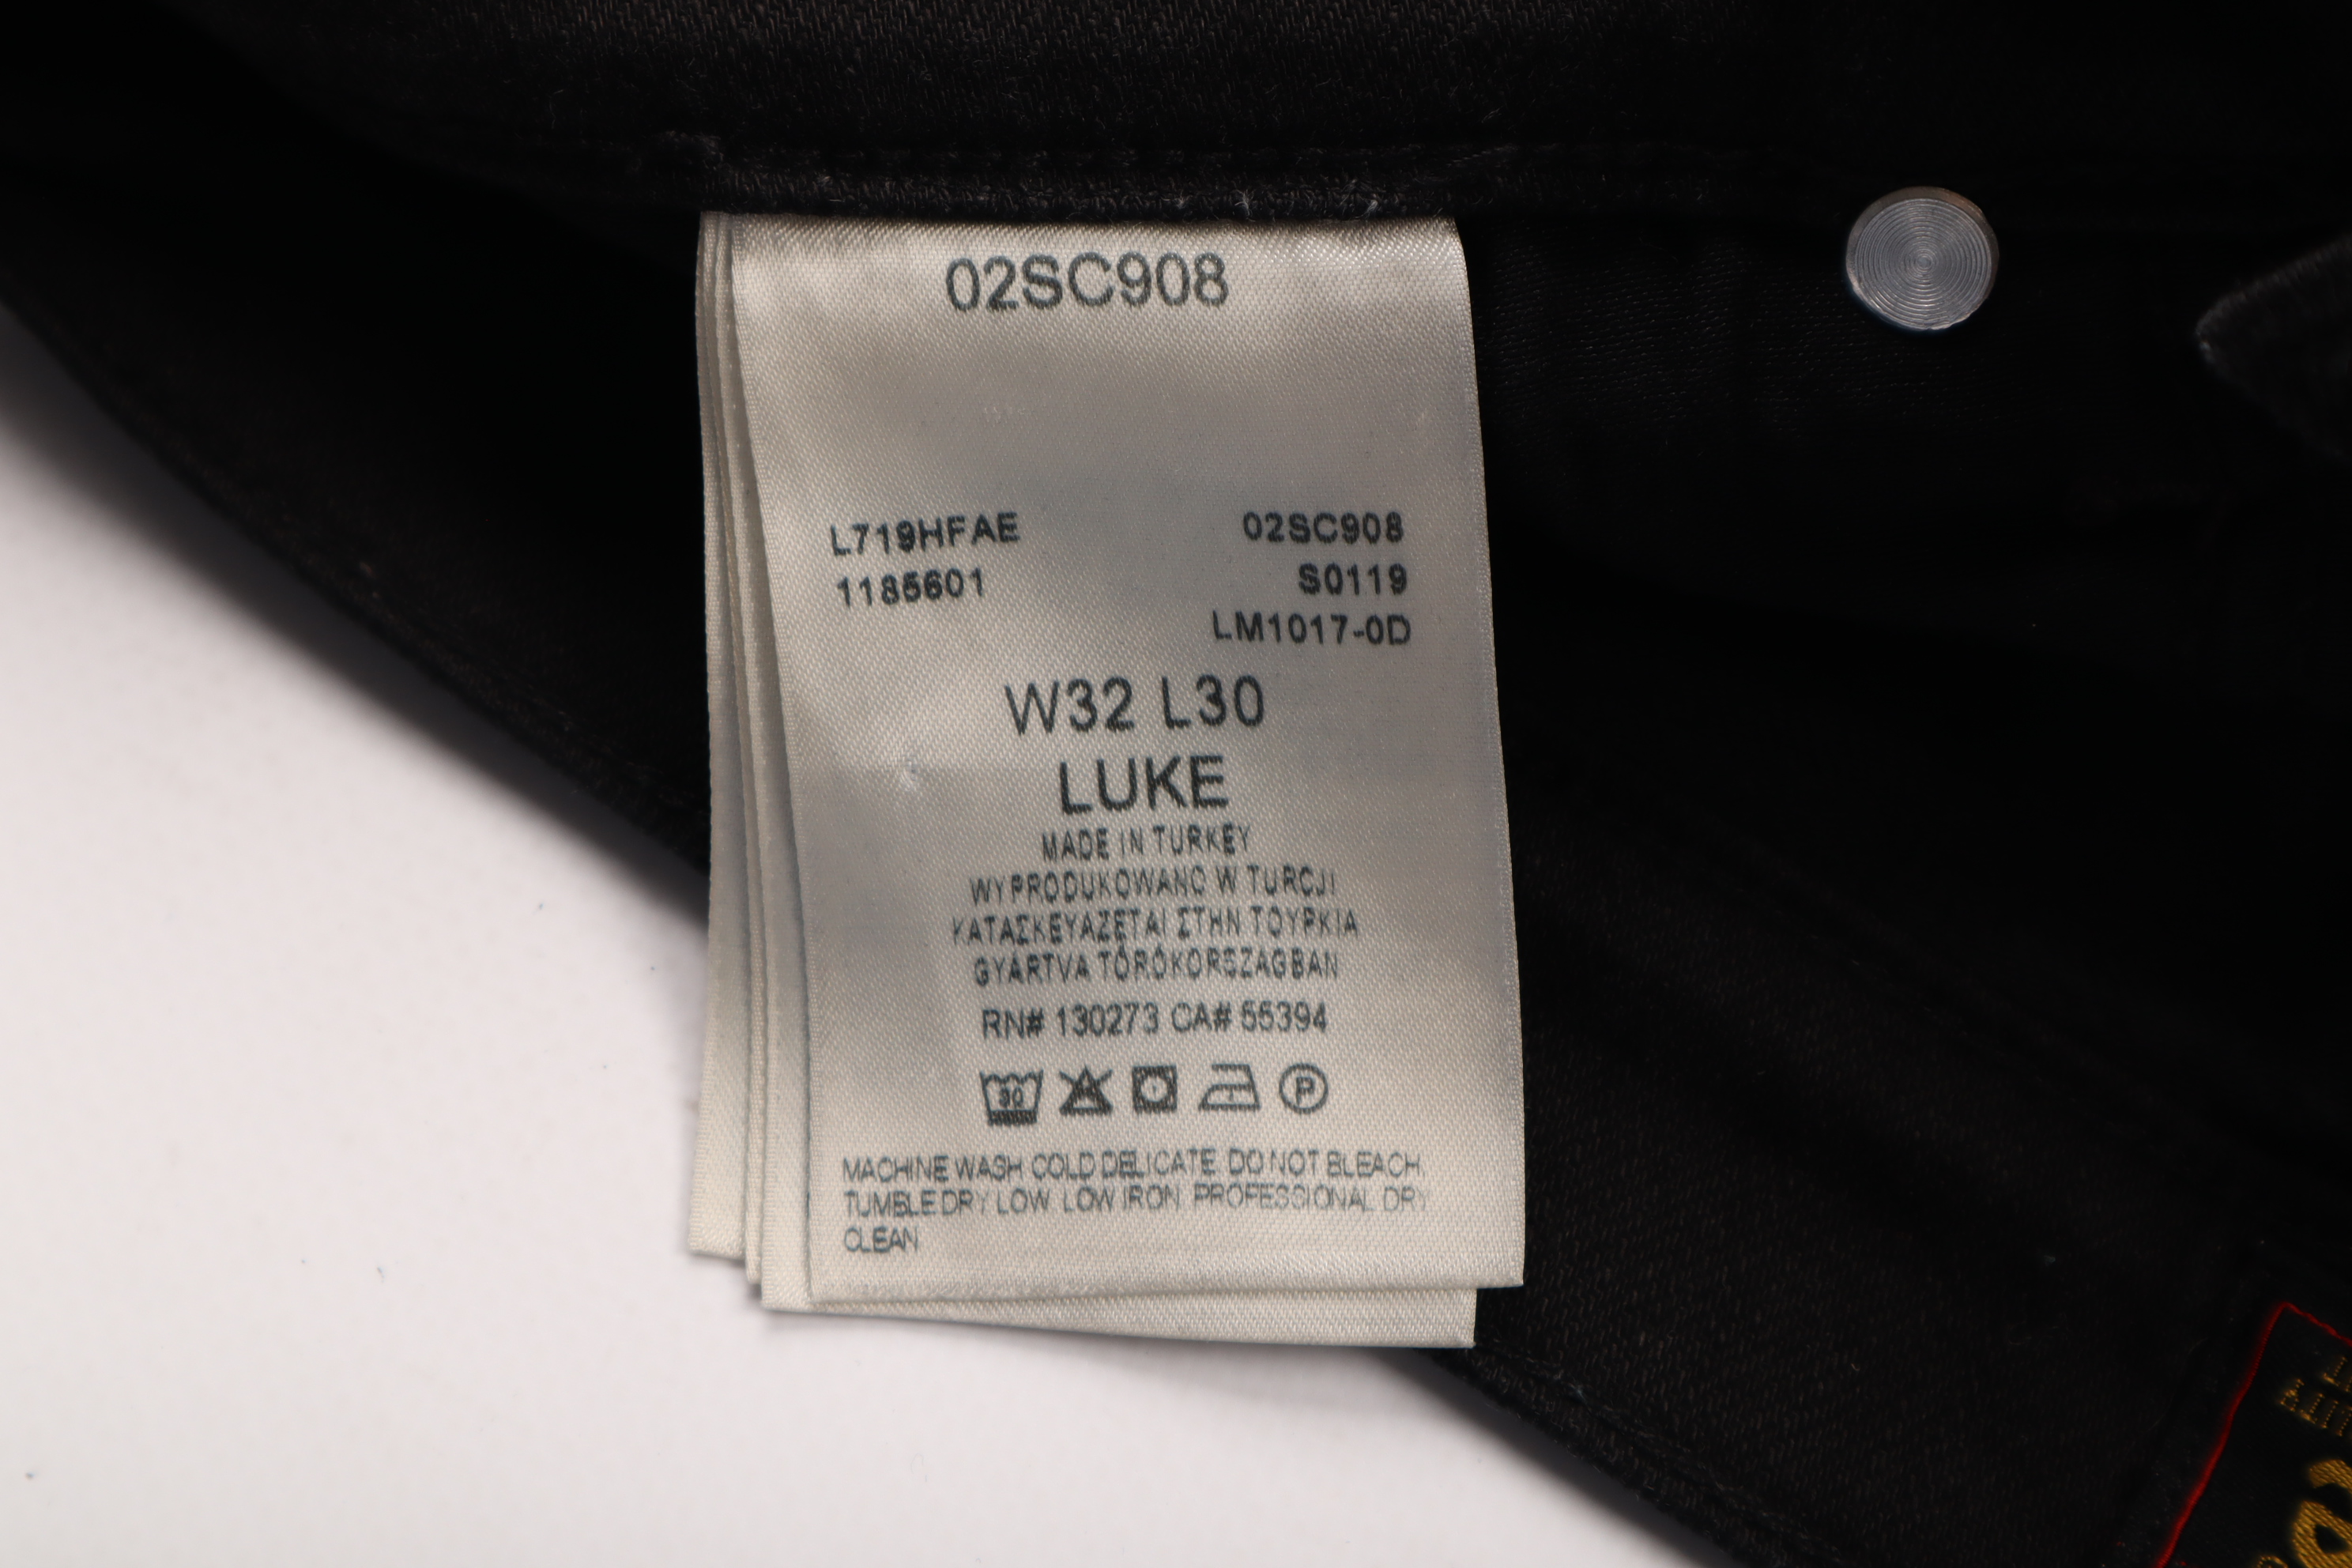 02SC908
L719HFAE 02SC908
1185601 S0119
LM1017-0D
W32 L30
LUKE
MADE IN TURKEY
WYPRODUKOWANO W TURCJI
ΚΑΤΑΣΚΕΥΑΖΕΤΑΙ ΣΤΗΝ ΤΟΥΡΚΙΑ
GYÁRTVA TÖRÖKORSZÁGBAN
RN# 130273 CA# 55394
30 P
MACHINE WASH COLD DELICATE DO NOT BLEACH
TUMBLE DRY LOW LOW IRON PROFESSIONAL DRY
CLEAN